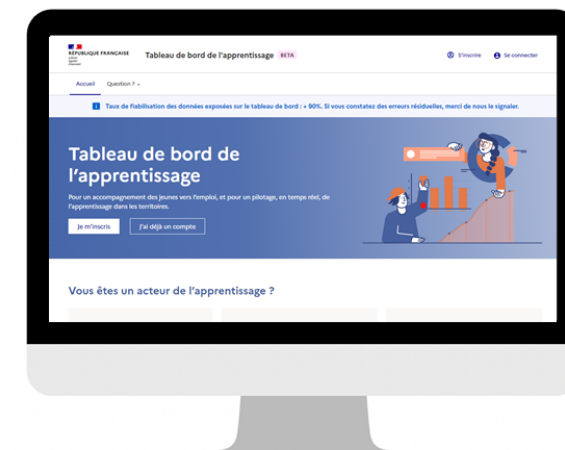 RÉPUBLIQUE FRANÇAISE
Tableau de bord de l'apprentissage BETA
S'inscrire
Se connecter
Accueil
Question ?
Taux de fiabilisation des données exposées sur le tableau de bord : + 90%. Si vous constatez des erreurs résiduelles, merci de nous le signaler.
Tableau de bord de
l'apprentissage
Pour un accompagnement des jeunes vers l'emploi, et pour un pilotage, en temps réel, de
l'apprentissage dans les territoires.
Je m'inscris
J'ai déjà un compte
Vous êtes un acteur de l'apprentissage ?